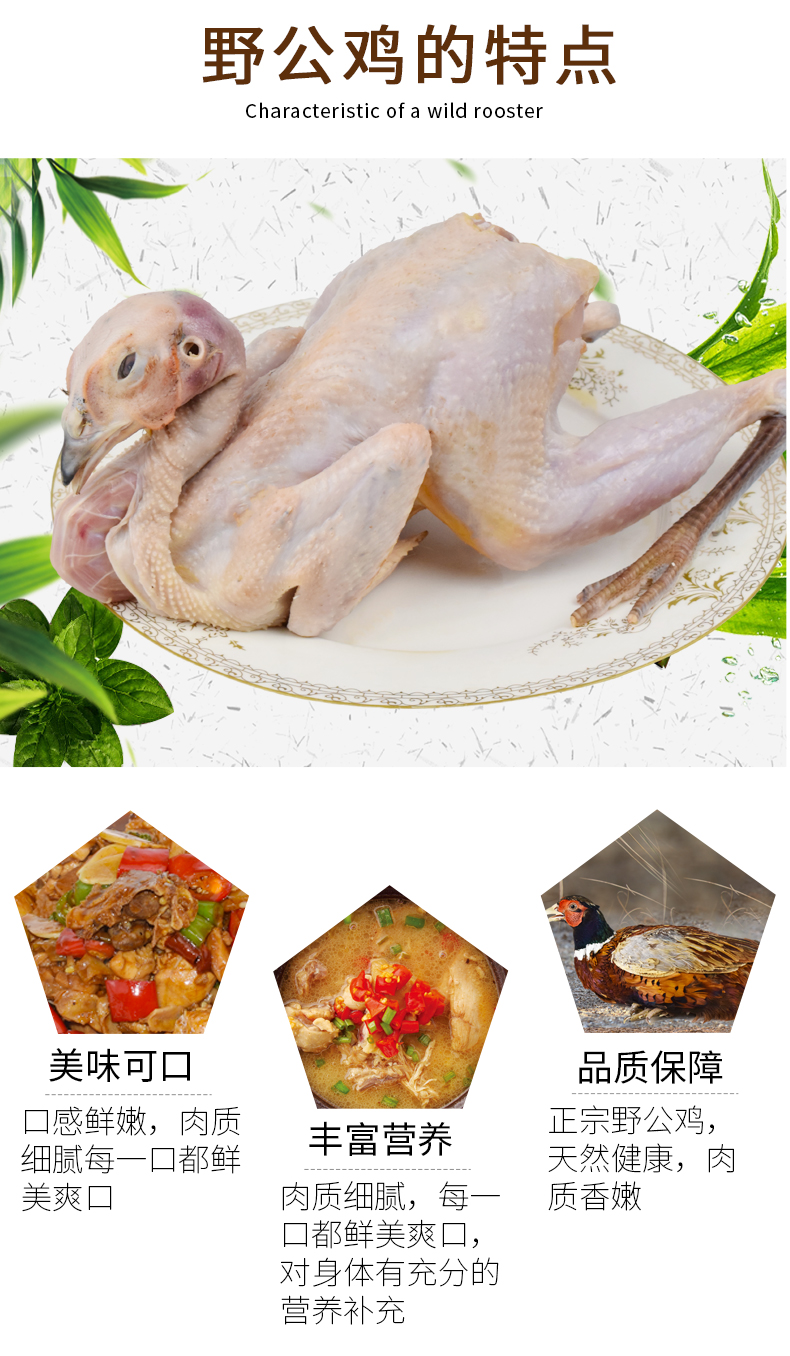 野公鸡的特点
Characteristic of a wild rooster
美味可口
口感鲜嫩，肉质
细腻每一口都鲜
美爽口
丰富营养
肉质细腻，每一
口都鲜美爽口，
对身体有充分的
营养补充
品质保障
正宗野公鸡，
天然健康，肉
质香嫩